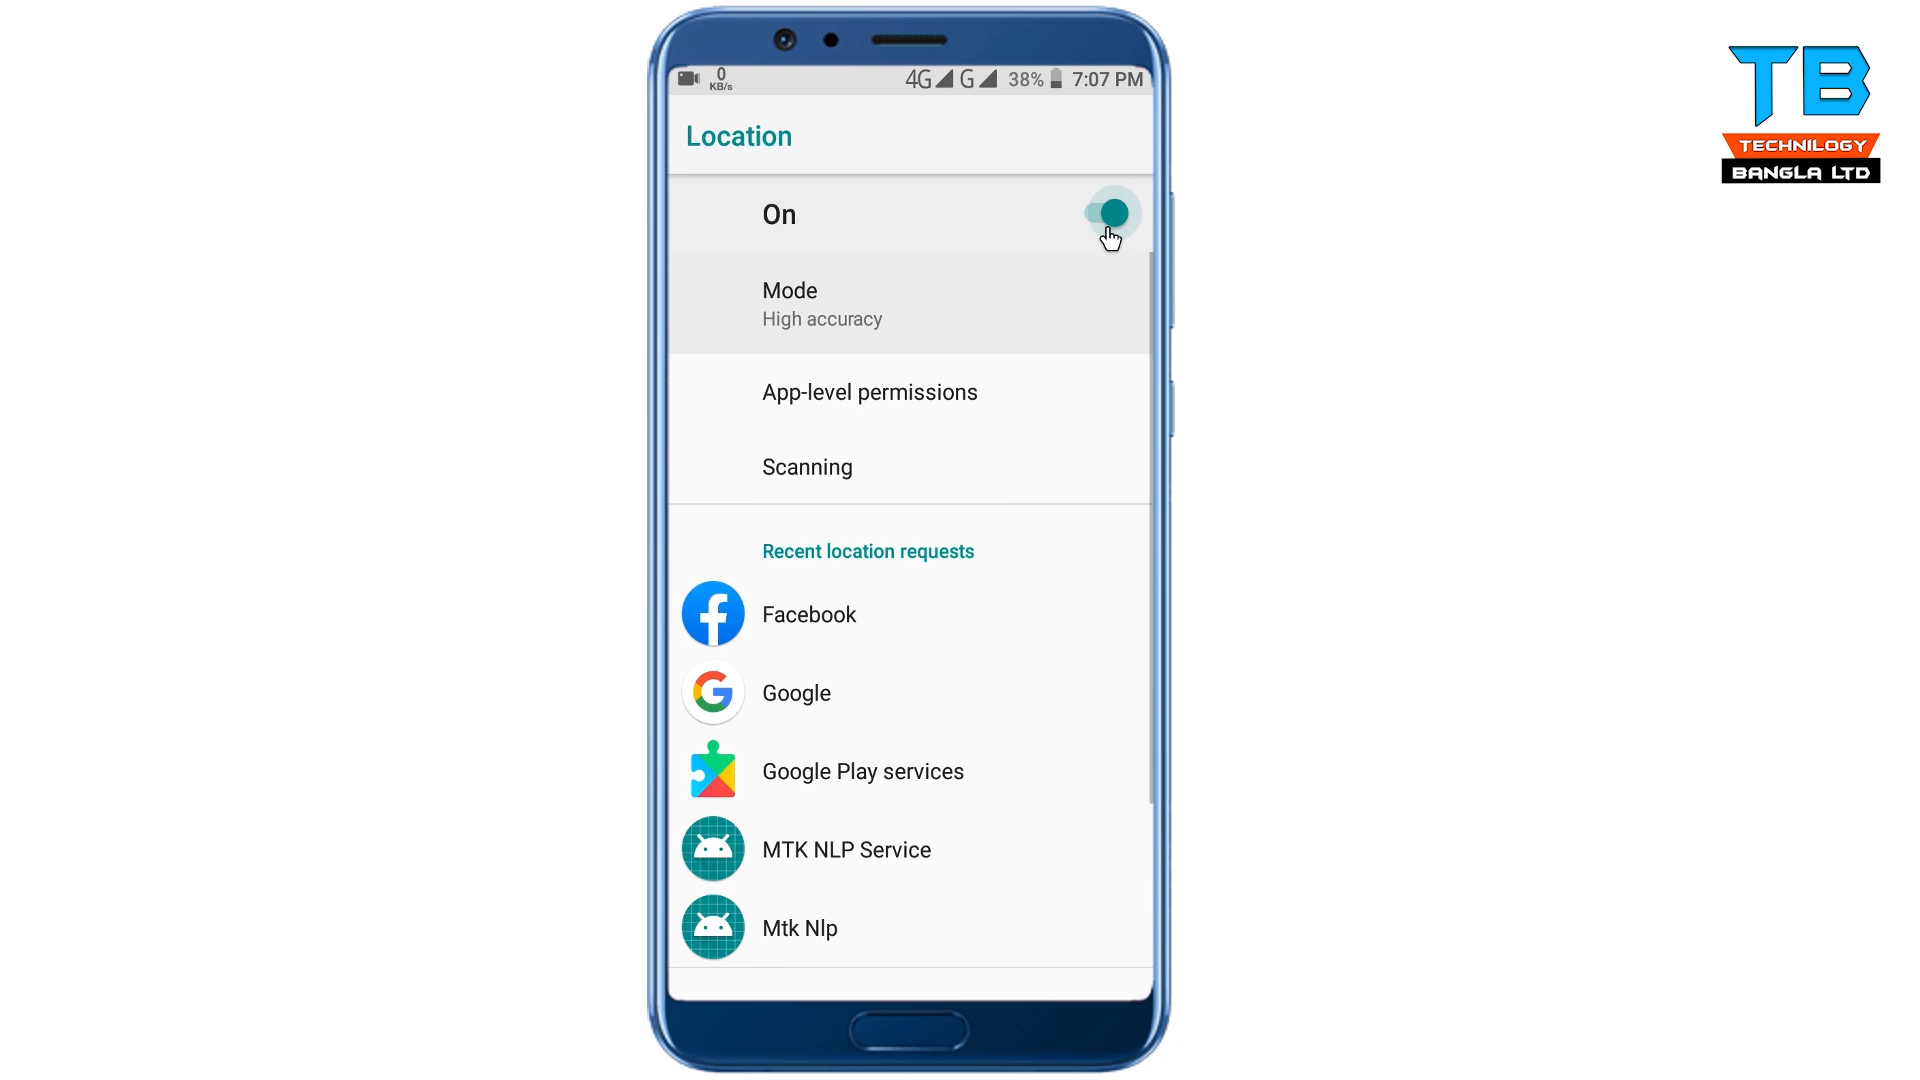 0
KB/s
4G G 38% 7:07 PM
Location
On
Mode
High accuracy
App-level permissions
Scanning
Recent location requests
Facebook
Google
Google Play services
MTK NLP Service
Mtk Nlp
TB
TECHNILOGY
BANGLA LTD